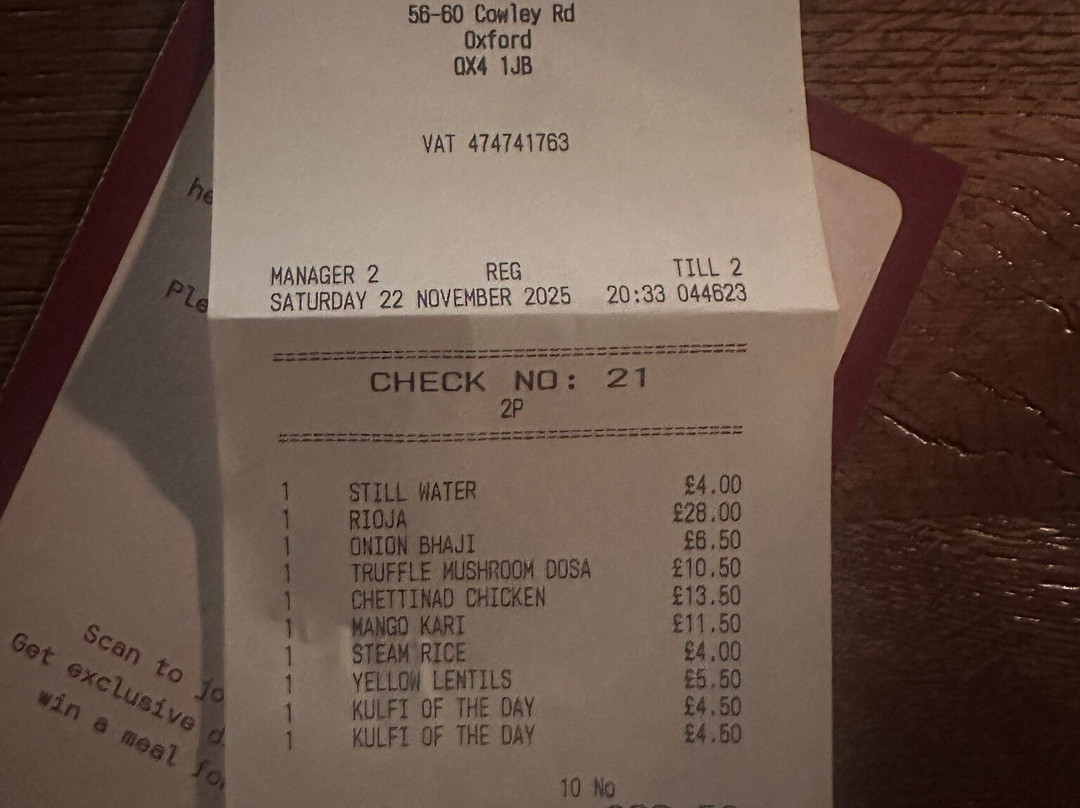 56-60 Cowley Rd
Oxford
OX4 1JB
VAT 474741763
MANAGER 2 REG TILL 2
SATURDAY 22 NOVEMBER 2025 20:33 044623
CHECK NO: 21
2P
1 STILL WATER £4.00
1 RIOJA £28.00
1 ONION BHAJI £6.50
1 TRUFFLE MUSHROOM DOSA £10.50
1 CHETTINAD CHICKEN £13.50
1 MANGO KARI £11.50
1 STEAM RICE £4.00
1 YELLOW LENTILS £5.50
1 KULFI OF THE DAY £4.50
1 KULFI OF THE DAY £4.50
10 No
he
Ple
Scan to jo
Get exclusive d
win a meal for